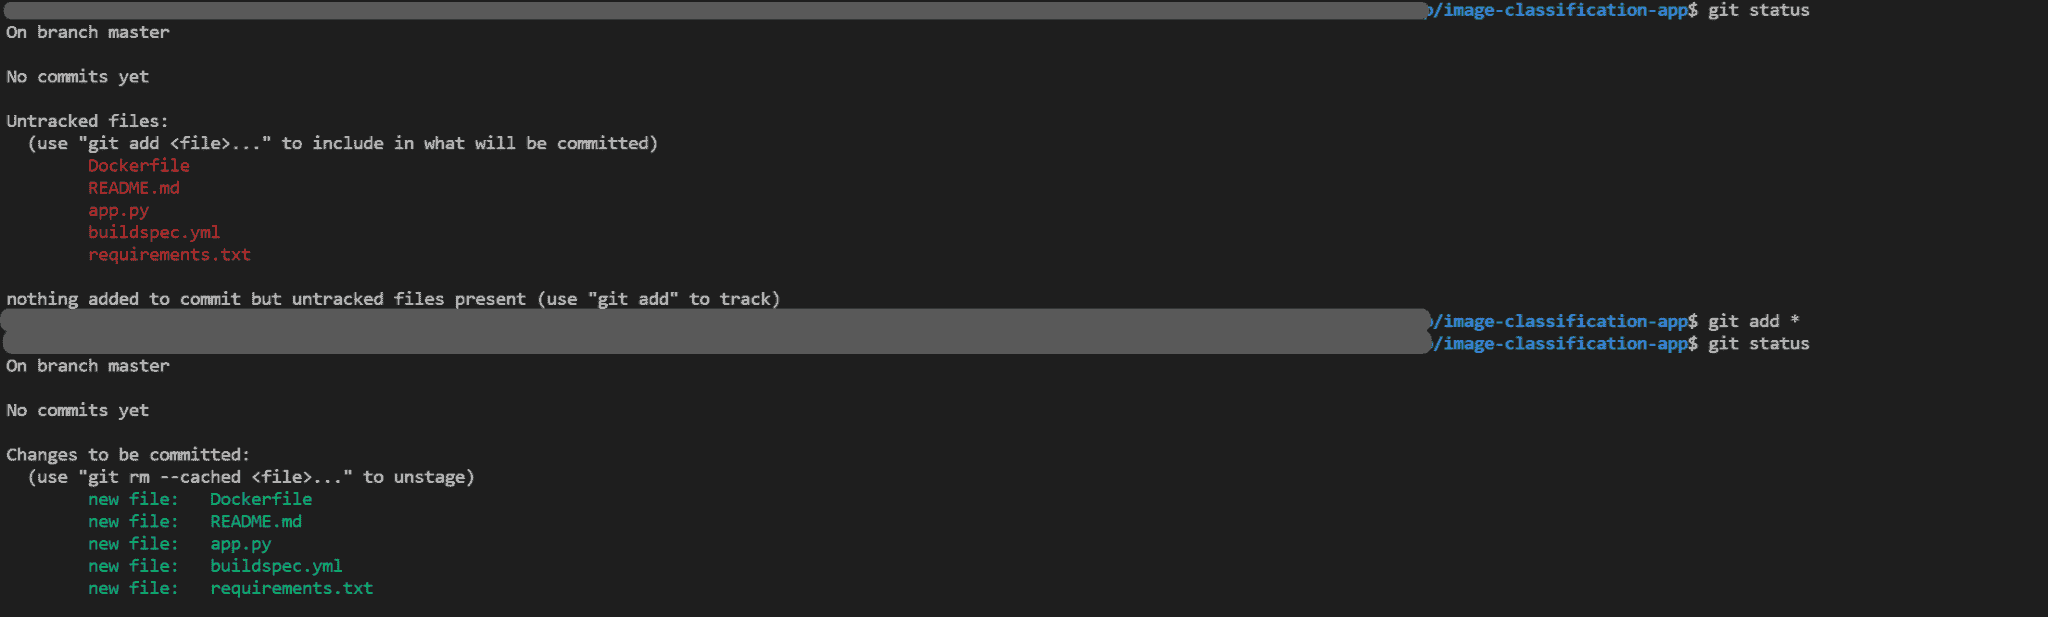 /image-classification-app$ git status
On branch master
No commits yet
Untracked files:
(use "git add <file>..." to include in what will be committed)
Dockerfile
README.md
app.py
buildspec.yml
requirements.txt
nothing added to commit but untracked files present (use "git add" to track)
/image-classification-app$ git add *
/image-classification-app$ git status
On branch master
No commits yet
Changes to be committed:
(use "git rm --cached <file>..." to unstage)
new file:   Dockerfile
new file:   README.md
new file:   app.py
new file:   buildspec.yml
new file:   requirements.txt